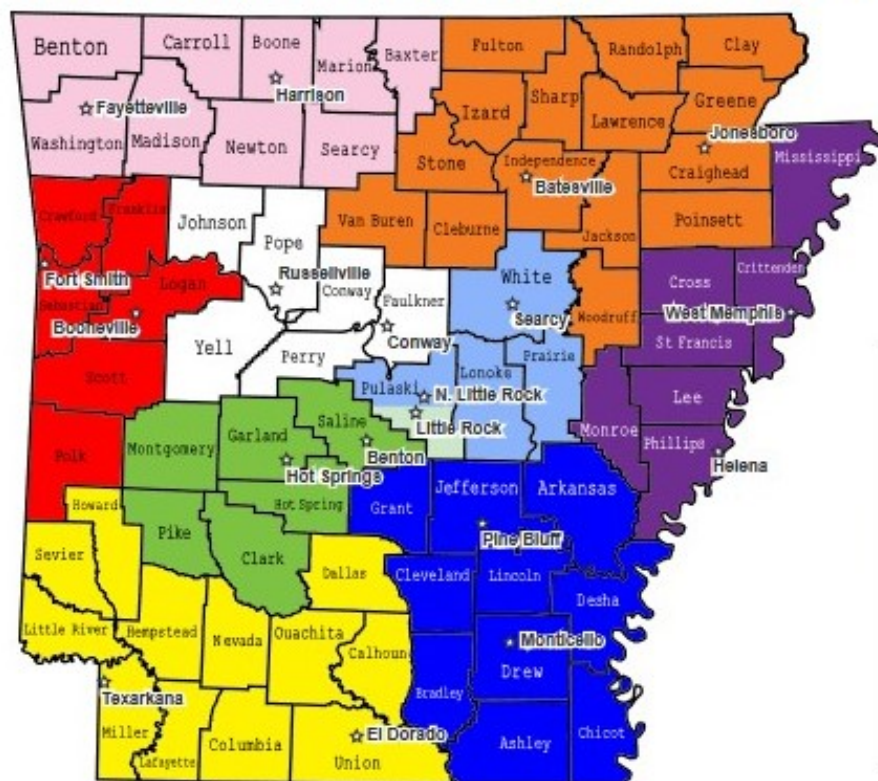 Benton
Carroll
Boone
Marion
Baxter
Fulton
Randolph
Clay
Fayetteville
Harrison
Izard
Sharp
Greene
Lawrence
Washington
Madison
Newton
Searcy
Stone
Independence
Batesville
Jonesboro
Craighead
Mississippi
Crawford
Franklin
Johnson
Pope
Van Buren
Cleburne
Jackson
Poinsett
Fort Smith
Logan
Russellville
Conway
Faulkner
White
Cross
Crittenden
Sebastian
Booneville
Conway
Searcy
Woodruff
West Memphis
St Francis
Yell
Perry
Pulaski
Lonoke
Prairie
Scott
N. Little Rock
Little Rock
Lee
Monroe
Phillips
Helena
Polk
Montgomery
Garland
Saline
Benton
Hot Springs
Hot Spring
Grant
Jefferson
Arkansas
Howard
Pike
Clark
Pine Bluff
Sevier
Dallas
Cleveland
Lincoln
Desha
Little River
Hempstead
Nevada
Ouachita
Calhoun
Monticello
Drew
Bradley
Texarkana
Miller
Lafayette
Columbia
El Dorado
Union
Ashley
Chicot